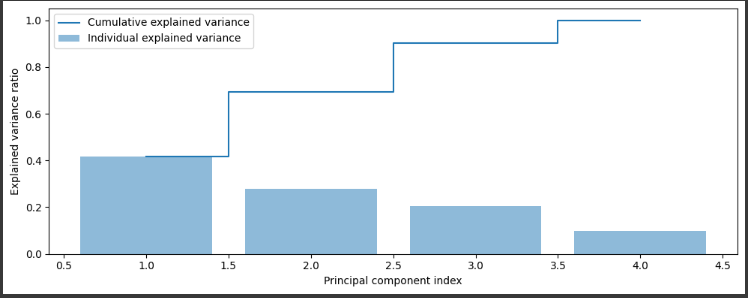 Cumulative explained variance
Individual explained variance
1.0
0.8
0.6
0.4
0.2
0.0
Explained variance ratio
0.5 1.0 1.5 2.0 2.5 3.0 3.5 4.0 4.5
Principal component index